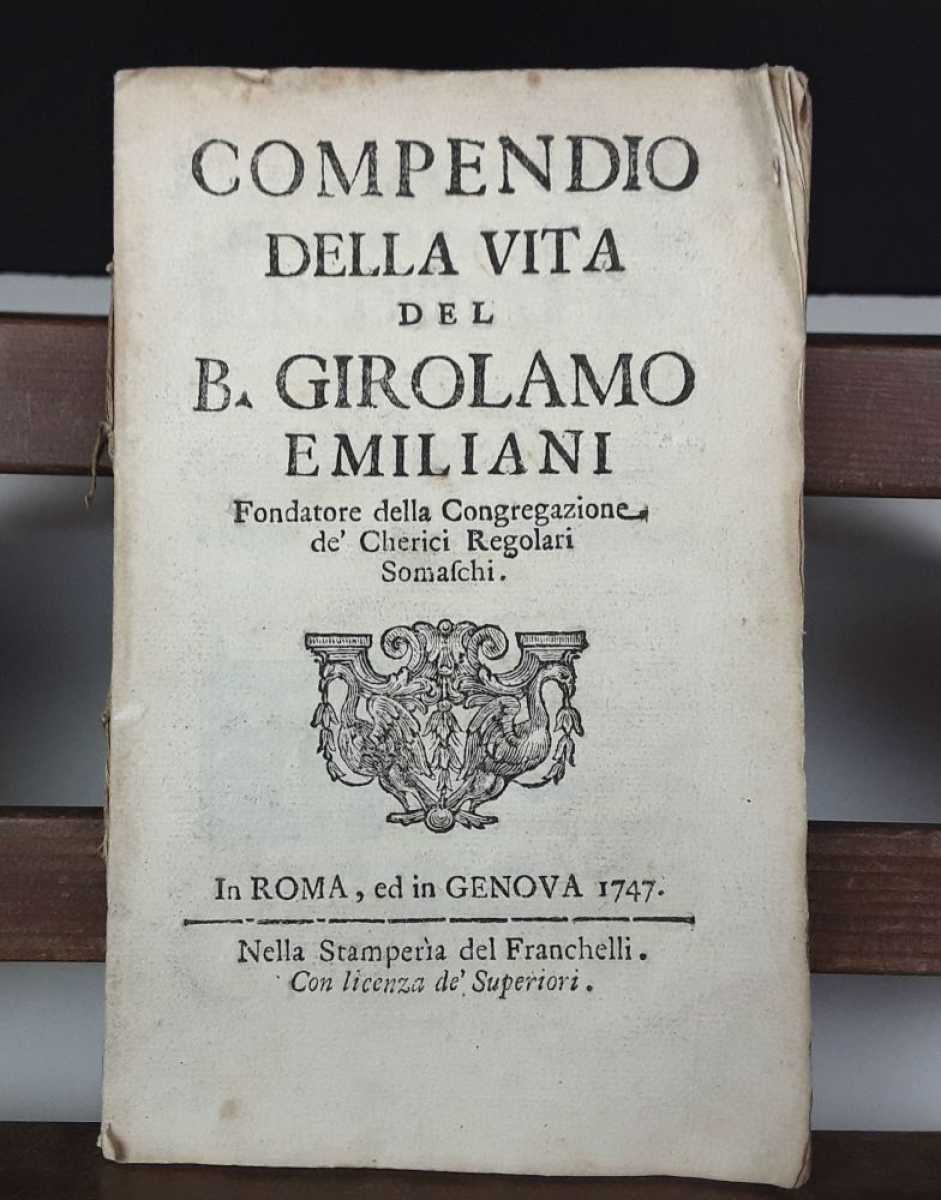 COMPENDIO
DELLA VITA
DEL
B. GIROLAMO
EMILIANI
Fondatore della Congregazione
de' Cherici Regolari
Somaſchi.
In ROMA, ed in GENOVA 1747.
Nella Stamperìa del Franchelli.
Con licenza de' Superiori.